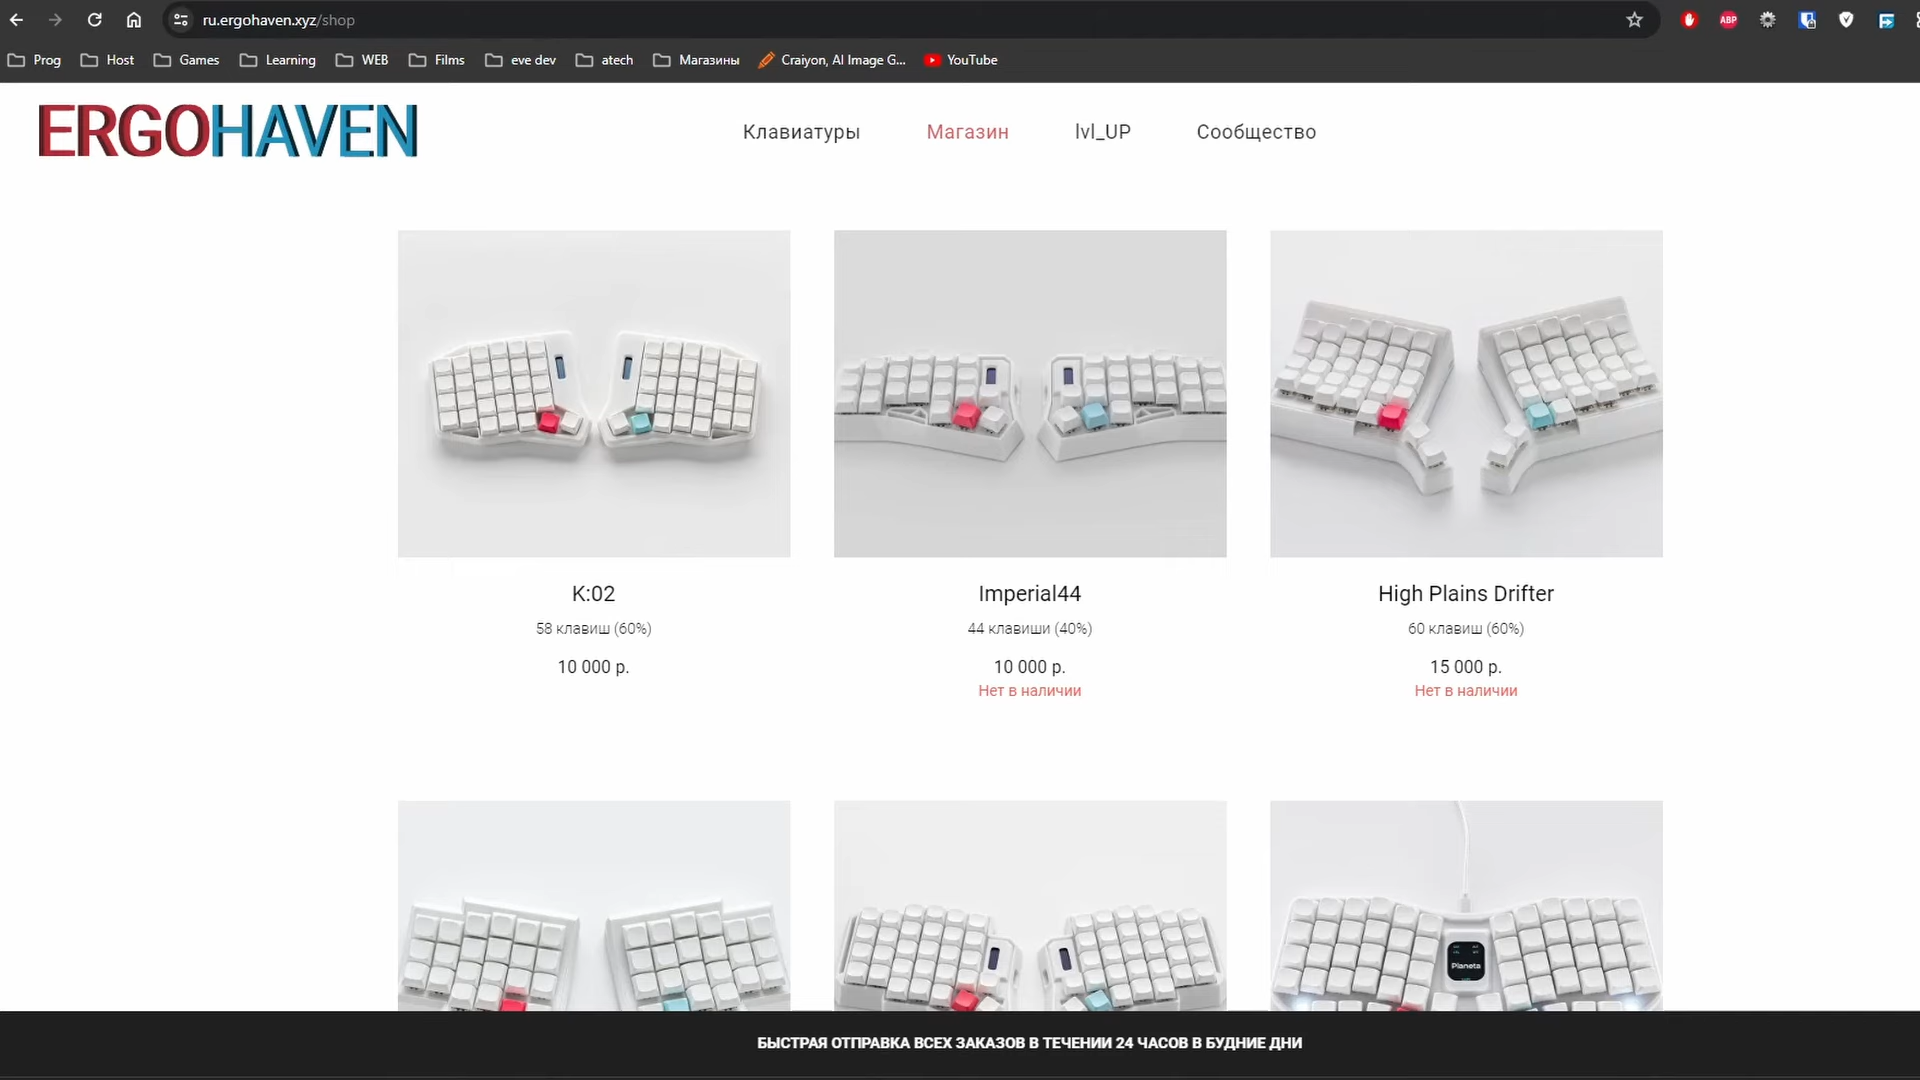 ru.ergohaven.xyz/shop
ABP
Prog
Host
Games
Learning
WEB
Films
eve dev
atech
Магазины
Craiyon, AI Image G...
YouTube
ERGOHAVEN
Клавиатуры
Магазин
lvl_UP
Сообщество
K:02
Imperial44
High Plains Drifter
58 клавиш (60%)
44 клавиши (40%)
60 клавиш (60%)
10 000 р.
10 000 р.
15 000 р.
Нет в наличии
Нет в наличии
Planeta
БЫСТРАЯ ОТПРАВКА ВСЕХ ЗАКАЗОВ В ТЕЧЕНИИ 24 ЧАСОВ В БУДНИЕ ДНИ